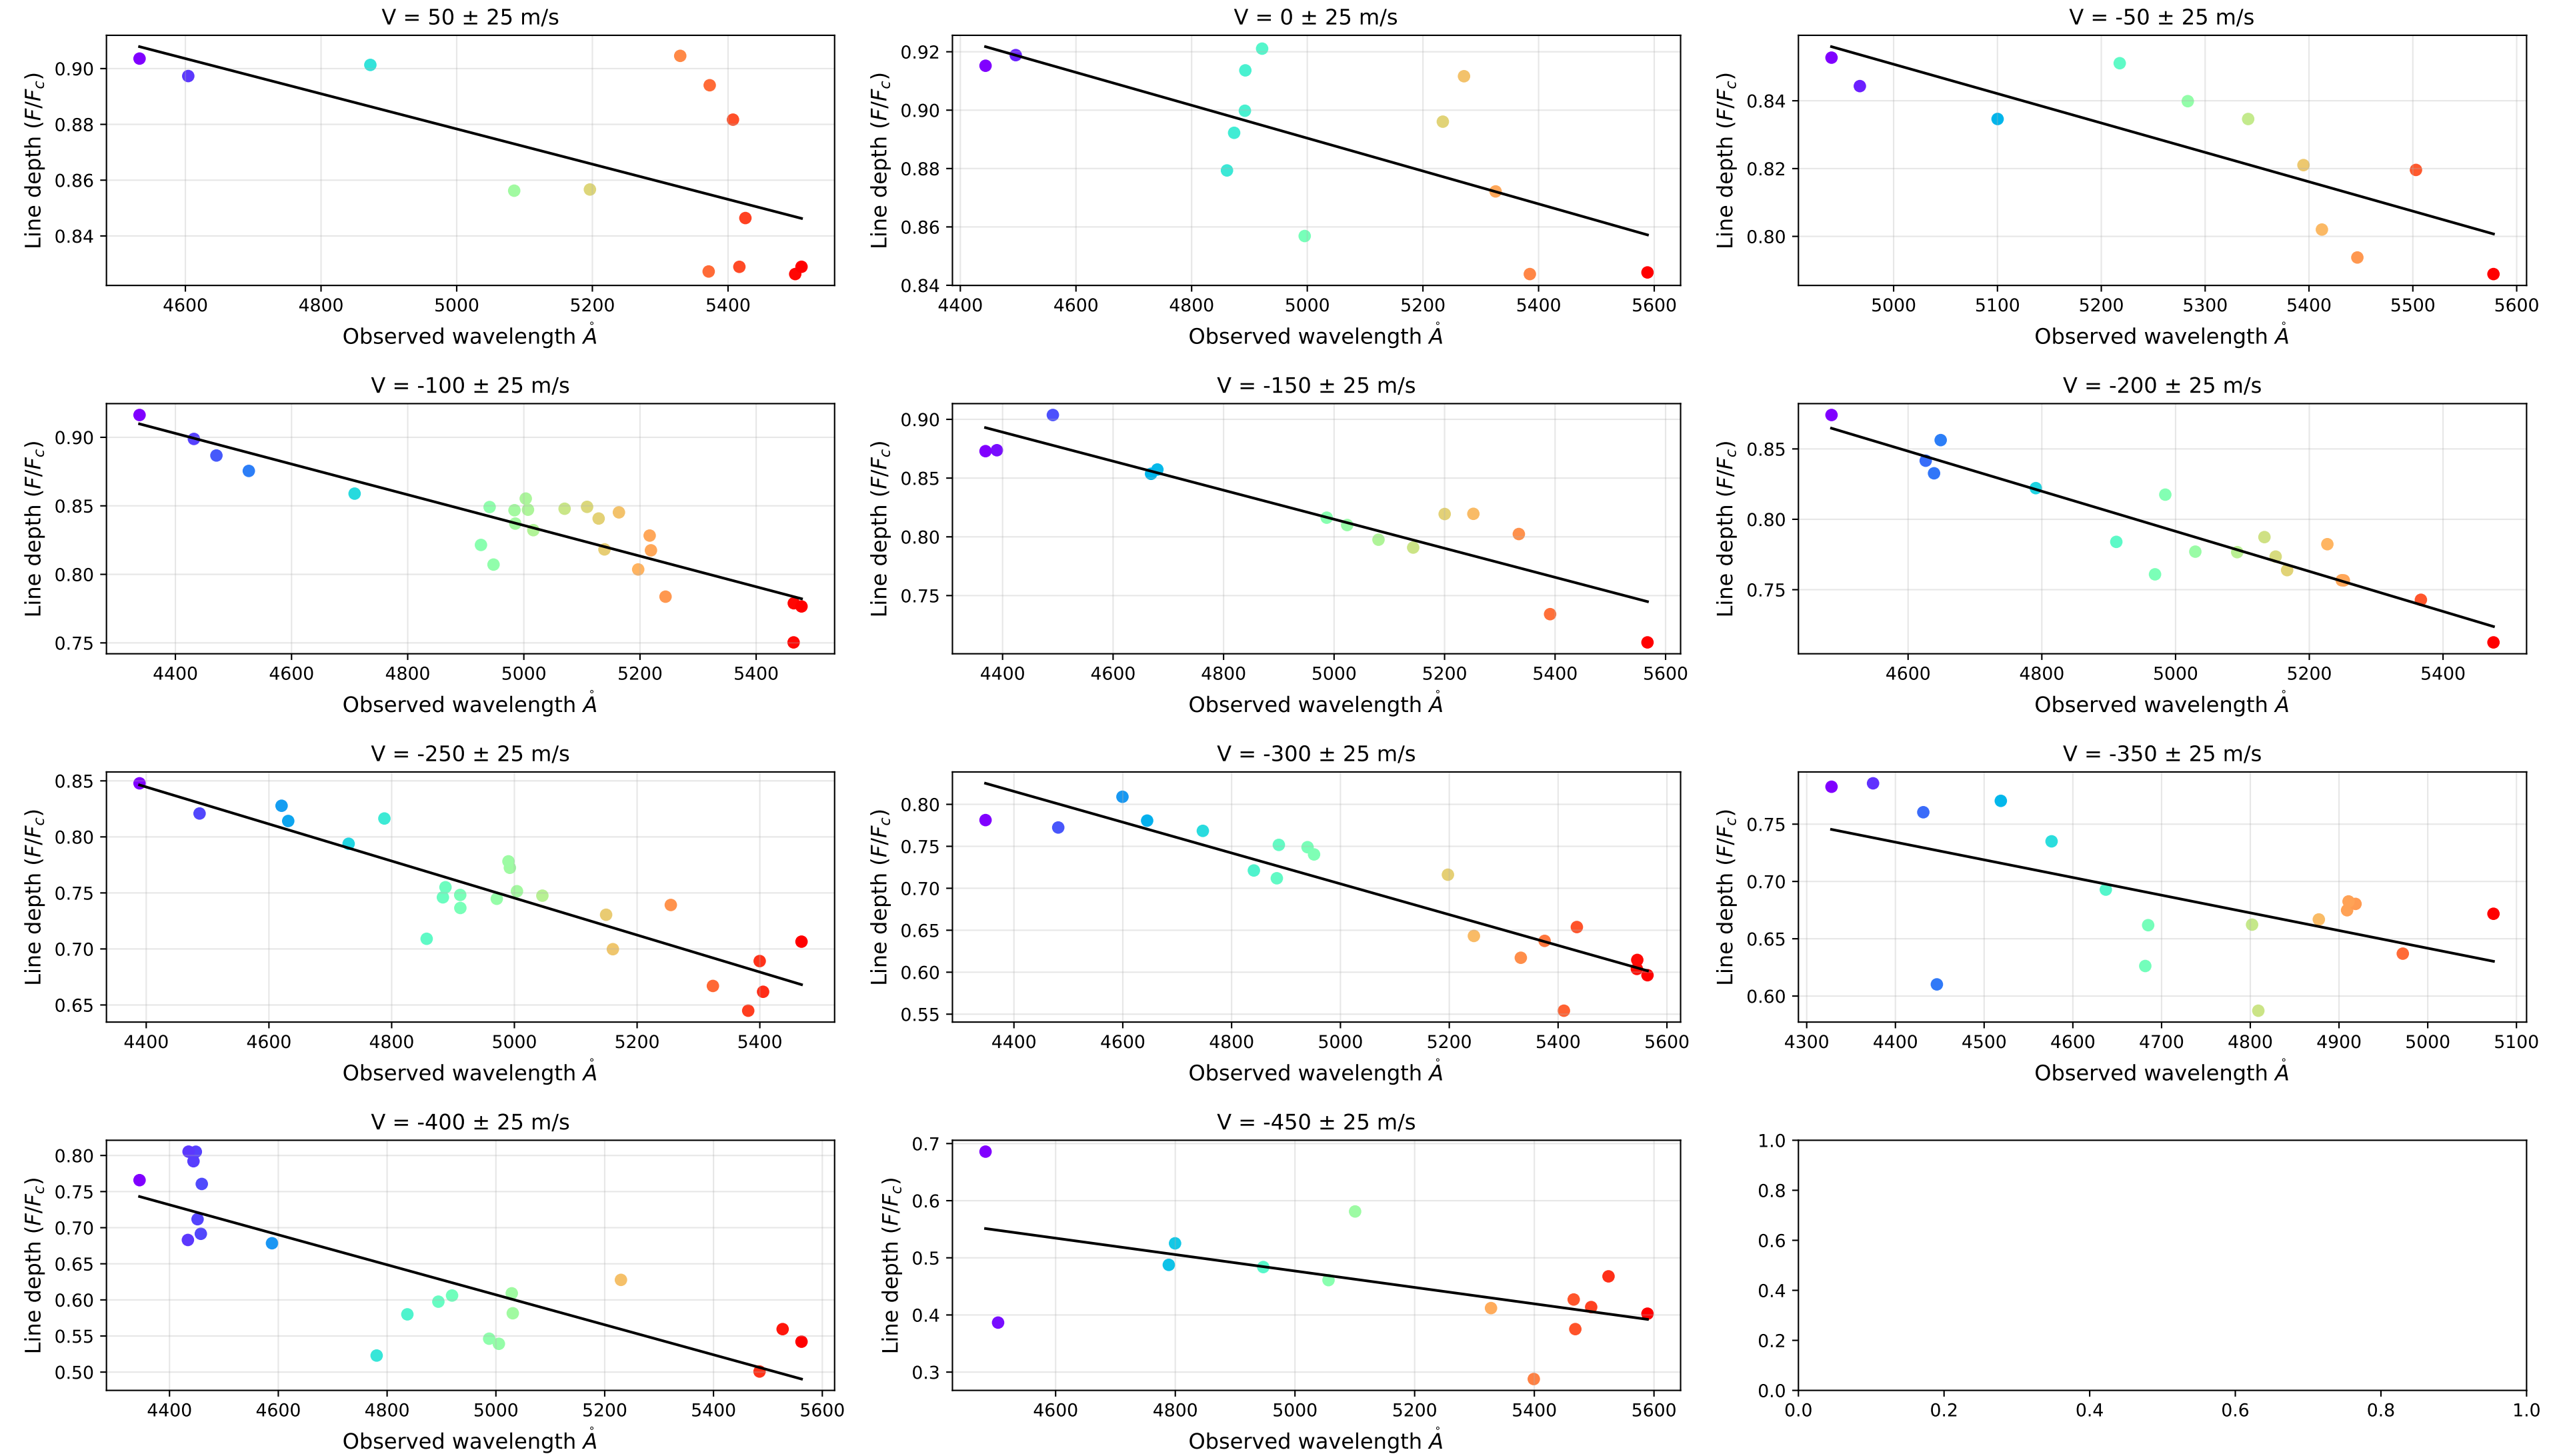 V = 50 ± 25 m/s
Line depth (F/F_c)
0.90
0.88
0.86
0.84
4600 4800 5000 5200 5400
Observed wavelength Å
V = 0 ± 25 m/s
Line depth (F/F_c)
0.92
0.90
0.88
0.86
0.84
4400 4600 4800 5000 5200 5400 5600
Observed wavelength Å
V = -50 ± 25 m/s
Line depth (F/F_c)
0.84
0.82
0.80
5000 5100 5200 5300 5400 5500 5600
Observed wavelength Å
V = -100 ± 25 m/s
Line depth (F/F_c)
0.90
0.85
0.80
0.75
4400 4600 4800 5000 5200 5400
Observed wavelength Å
V = -150 ± 25 m/s
Line depth (F/F_c)
0.90
0.85
0.80
0.75
4400 4600 4800 5000 5200 5400 5600
Observed wavelength Å
V = -200 ± 25 m/s
Line depth (F/F_c)
0.85
0.80
0.75
4600 4800 5000 5200 5400
Observed wavelength Å
V = -250 ± 25 m/s
Line depth (F/F_c)
0.85
0.80
0.75
0.70
0.65
4400 4600 4800 5000 5200 5400
Observed wavelength Å
V = -300 ± 25 m/s
Line depth (F/F_c)
0.80
0.75
0.70
0.65
0.60
0.55
4400 4600 4800 5000 5200 5400 5600
Observed wavelength Å
V = -350 ± 25 m/s
Line depth (F/F_c)
0.75
0.70
0.65
0.60
4300 4400 4500 4600 4700 4800 4900 5000 5100
Observed wavelength Å
V = -400 ± 25 m/s
Line depth (F/F_c)
0.80
0.75
0.70
0.65
0.60
0.55
0.50
4400 4600 4800 5000 5200 5400 5600
Observed wavelength Å
V = -450 ± 25 m/s
Line depth (F/F_c)
0.7
0.6
0.5
0.4
0.3
4600 4800 5000 5200 5400 5600
Observed wavelength Å
1.0
0.8
0.6
0.4
0.2
0.0
0.0 0.2 0.4 0.6 0.8 1.0